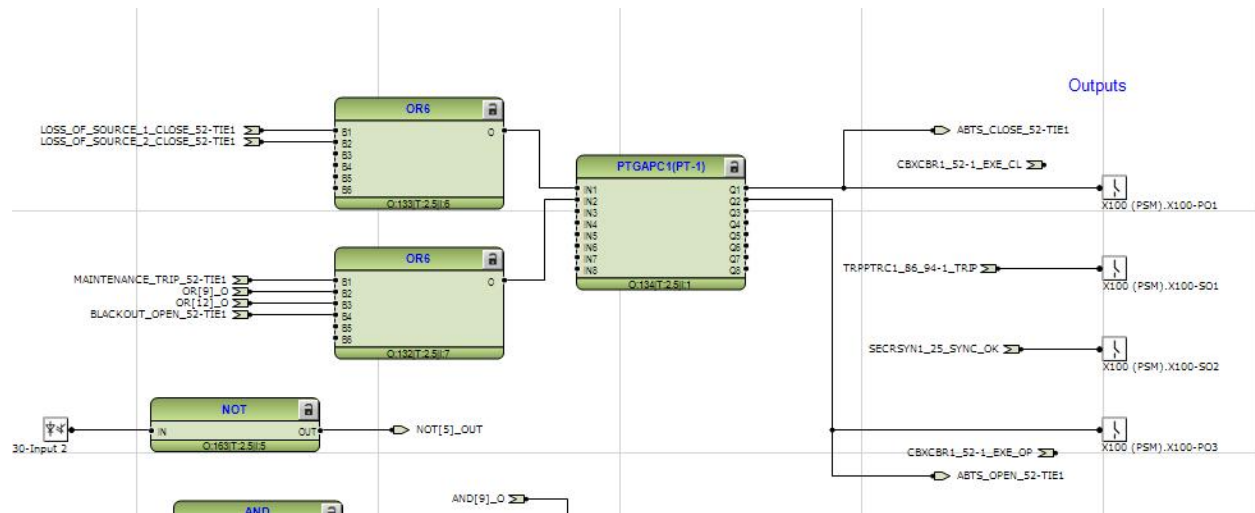 Outputs
OR6
LOSS_OF_SOURCE_1_CLOSE_52-TIE1
LOSS_OF_SOURCE_2_CLOSE_52-TIE1
B1
B2
B3
B4
B5
B6
O
O:133|T:2.5|I:6
PTGAPC1(PT-1)
IN1
IN2
IN3
IN4
IN5
IN6
IN7
IN8
Q1
Q2
Q3
Q4
Q5
Q6
Q7
Q8
O:134|T:2.5|I:1
ABTS_CLOSE_52-TIE1
CBXCBR1_52-1_EXE_CL
X100 (PSM).X100-PO1
OR6
MAINTENANCE_TRIP_52-TIE1
OR[9]_O
OR[12]_O
BLACKOUT_OPEN_52-TIE1
B1
B2
B3
B4
B5
B6
O
O:132|T:2.5|I:7
TRPPTRC1_86_94-1_TRIP
X100 (PSM).X100-SO1
SECRSYN1_25_SYNC_OK
X100 (PSM).X100-SO2
NOT
IN
OUT
O:163|T:2.5|I:5
30-Input 2
NOT[5]_OUT
X100 (PSM).X100-PO3
CBXCBR1_52-1_EXE_OP
ABTS_OPEN_52-TIE1
AND[9]_O
AND